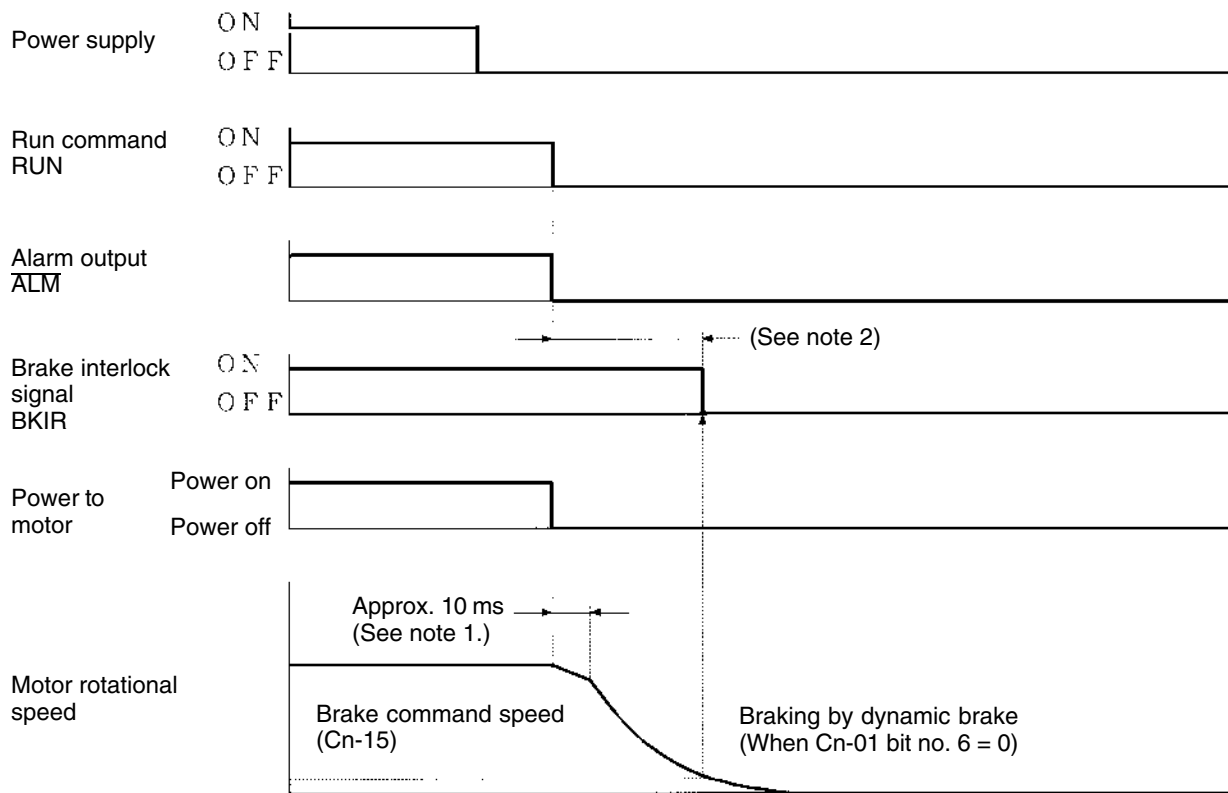 Power supply
ON
OFF
Run command
RUN
ON
OFF
Alarm output
ALM
(See note 2)
Brake interlock
signal
BKIR
ON
OFF
Power to
motor
Power on
Power off
Approx. 10 ms
(See note 1.)
Motor rotational
speed
Brake command speed
(Cn-15)
Braking by dynamic brake
(When Cn-01 bit no. 6 = 0)